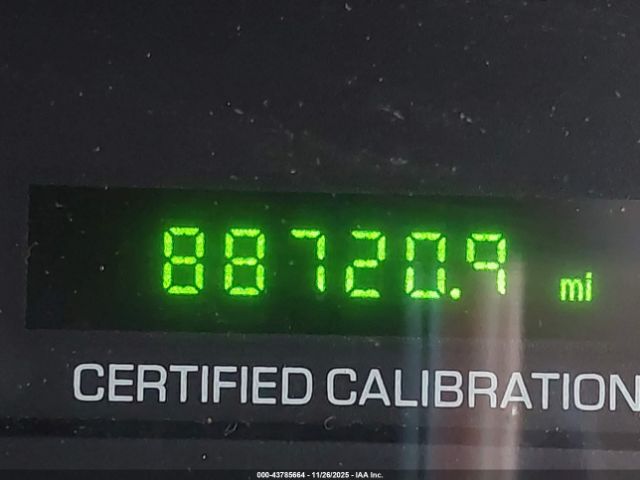 88720.9 mi
CERTIFIED CALIBRATION
000-43785664 - 11/26/2025 - IAA Inc.